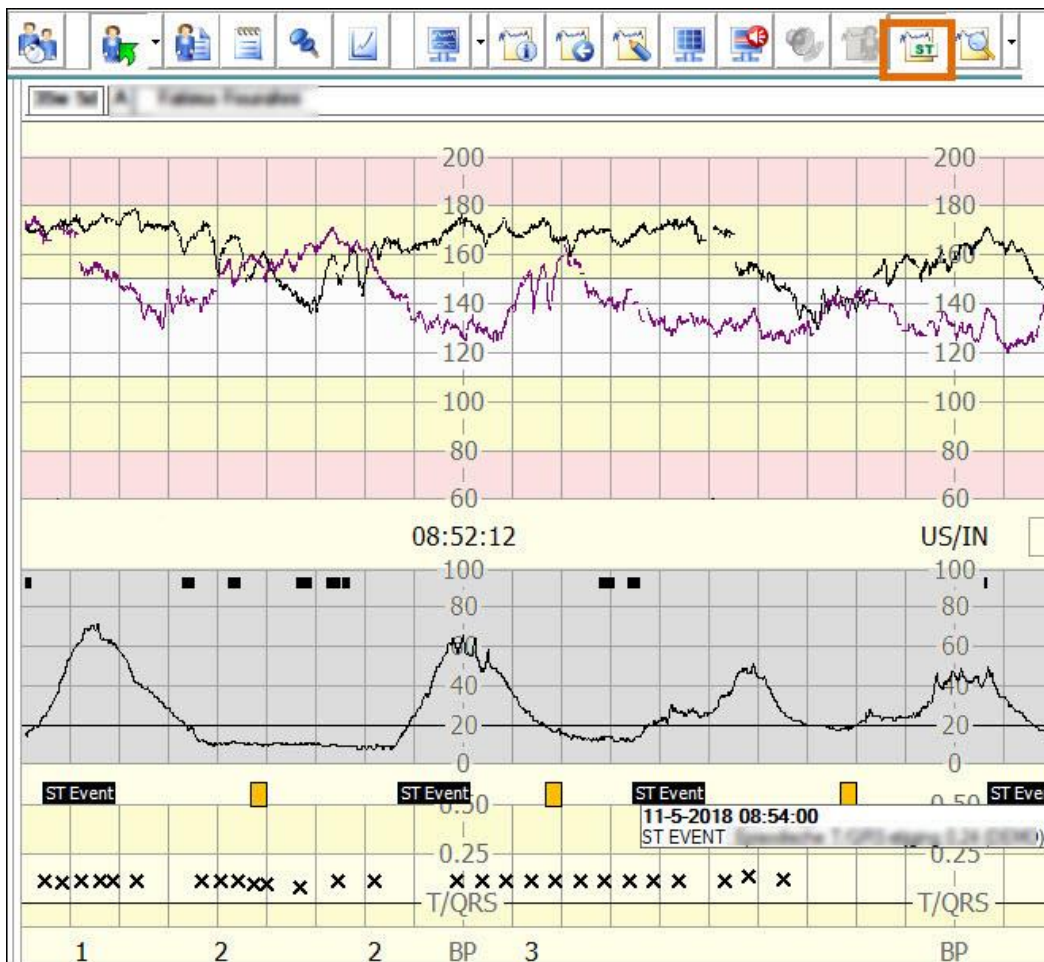 ST
A
200 200
180 180
160 160
140 140
120 120
100 100
80 80
60 60
08:52:12 US/IN
100 100
80 80
60 60
40 40
20 20
0 0
ST Event ST Event ST Event ST Eve
0.50 0.50
11-5-2018 08:54:00
ST EVENT
0.25 0.25
T/QRS T/QRS
1 2 2 BP 3 BP